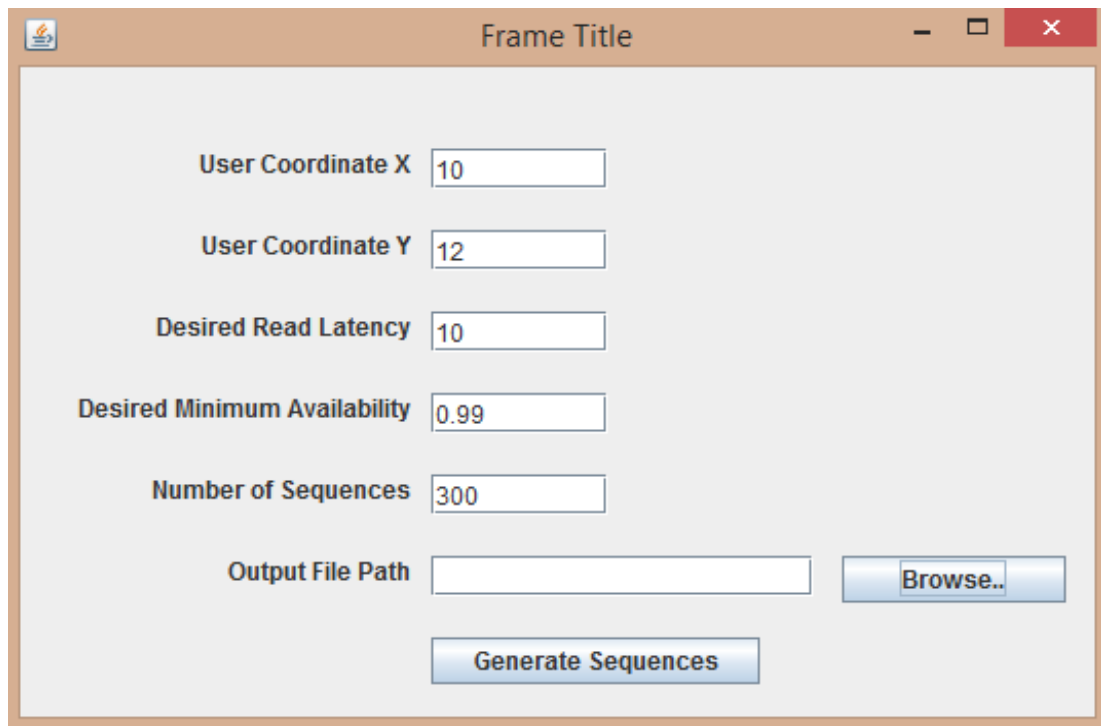 Frame Title
User Coordinate X 10
User Coordinate Y 12
Desired Read Latency 10
Desired Minimum Availability 0.99
Number of Sequences 300
Output File Path Browse..
Generate Sequences